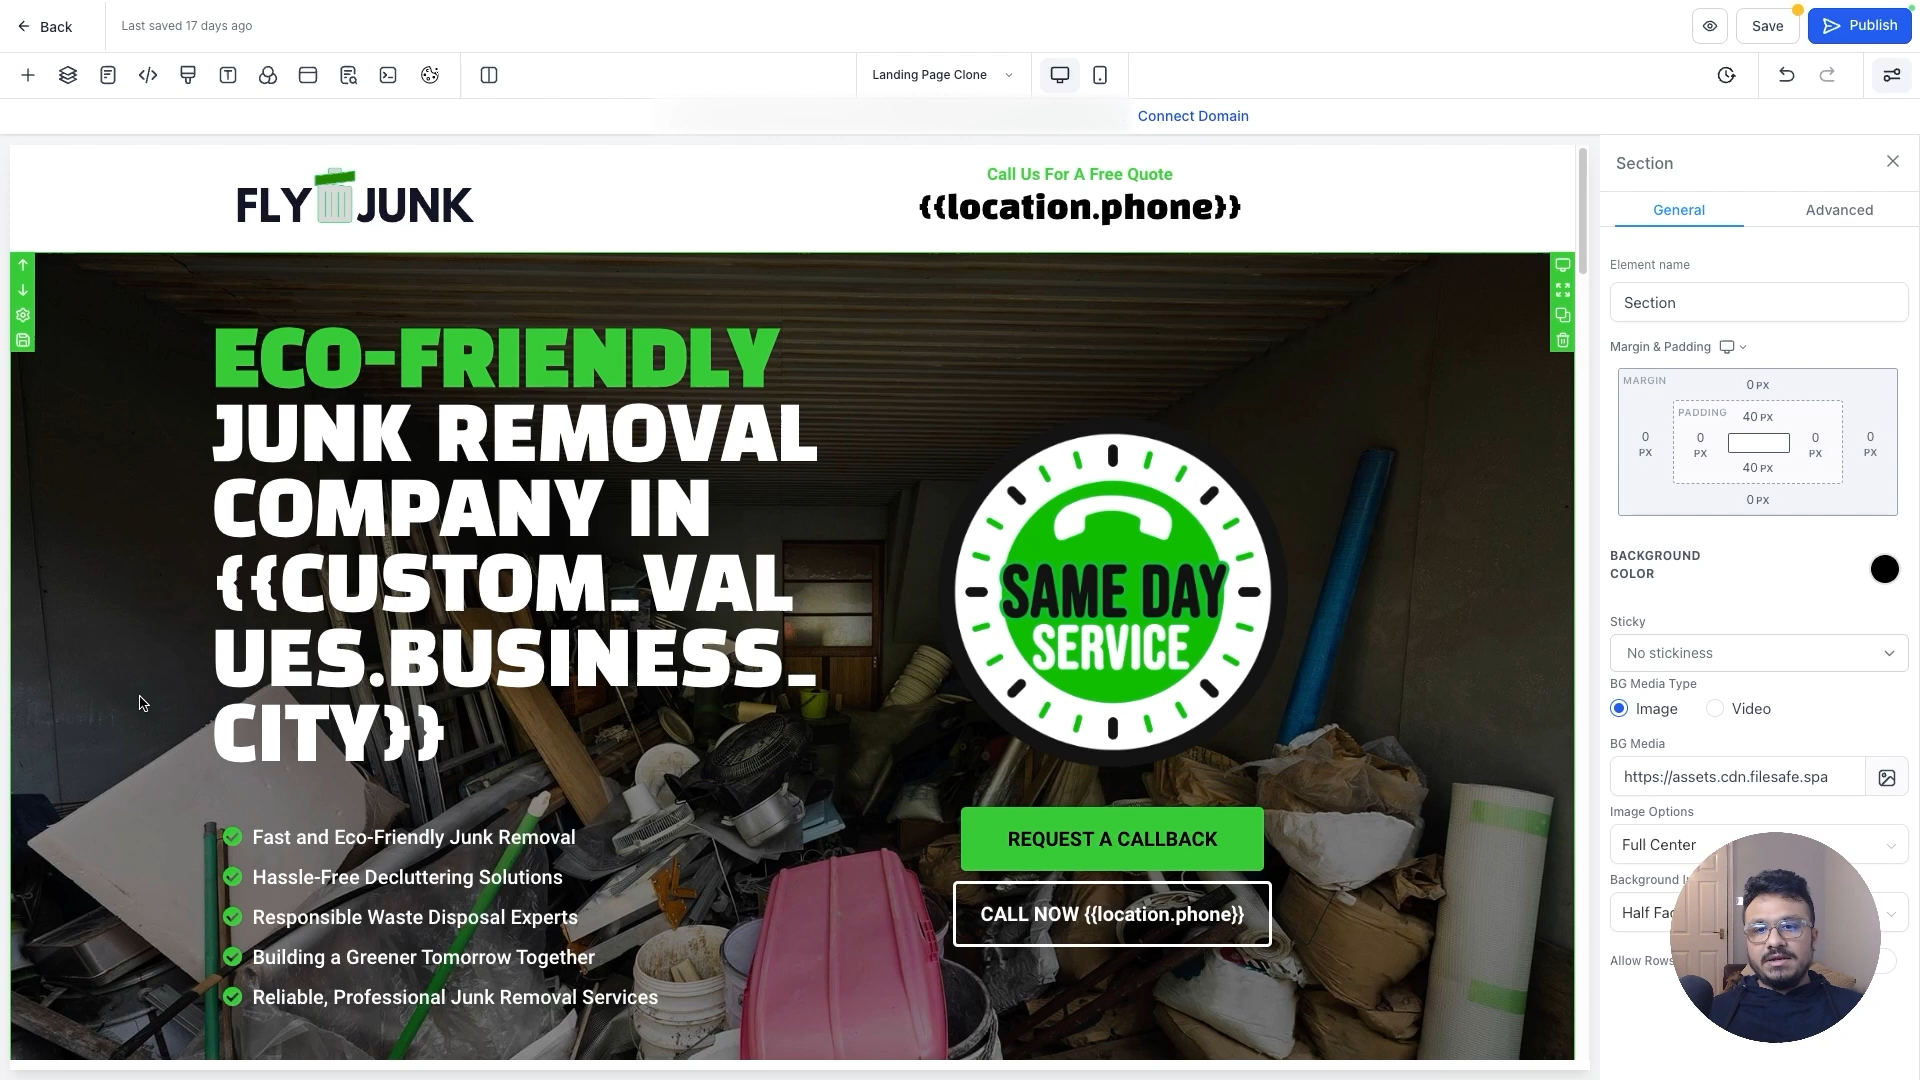 Back
Last saved 17 days ago
Save
Publish
Landing Page Clone
Connect Domain
FLY JUNK
Call Us For A Free Quote
{{location.phone}}
ECO-FRIENDLY
JUNK REMOVAL
COMPANY IN
{{CUSTOM_VAL
UES.BUSINESS_
CITY}}
Fast and Eco-Friendly Junk Removal
Hassle-Free Decluttering Solutions
Responsible Waste Disposal Experts
Building a Greener Tomorrow Together
Reliable, Professional Junk Removal Services
SAME DAY
SERVICE
REQUEST A CALLBACK
CALL NOW {{location.phone}}
Section
General
Advanced
Element name
Section
Margin & Padding
MARGIN
0 PX
PADDING
40 PX
0 PX
0 PX
0 PX
0 PX
40 PX
0 PX
BACKGROUND
COLOR
Sticky
No stickiness
BG Media Type
Image
Video
BG Media
https://assets.cdn.filesafe.spa
Image Options
Full Center
Background
Half
Allow Rows